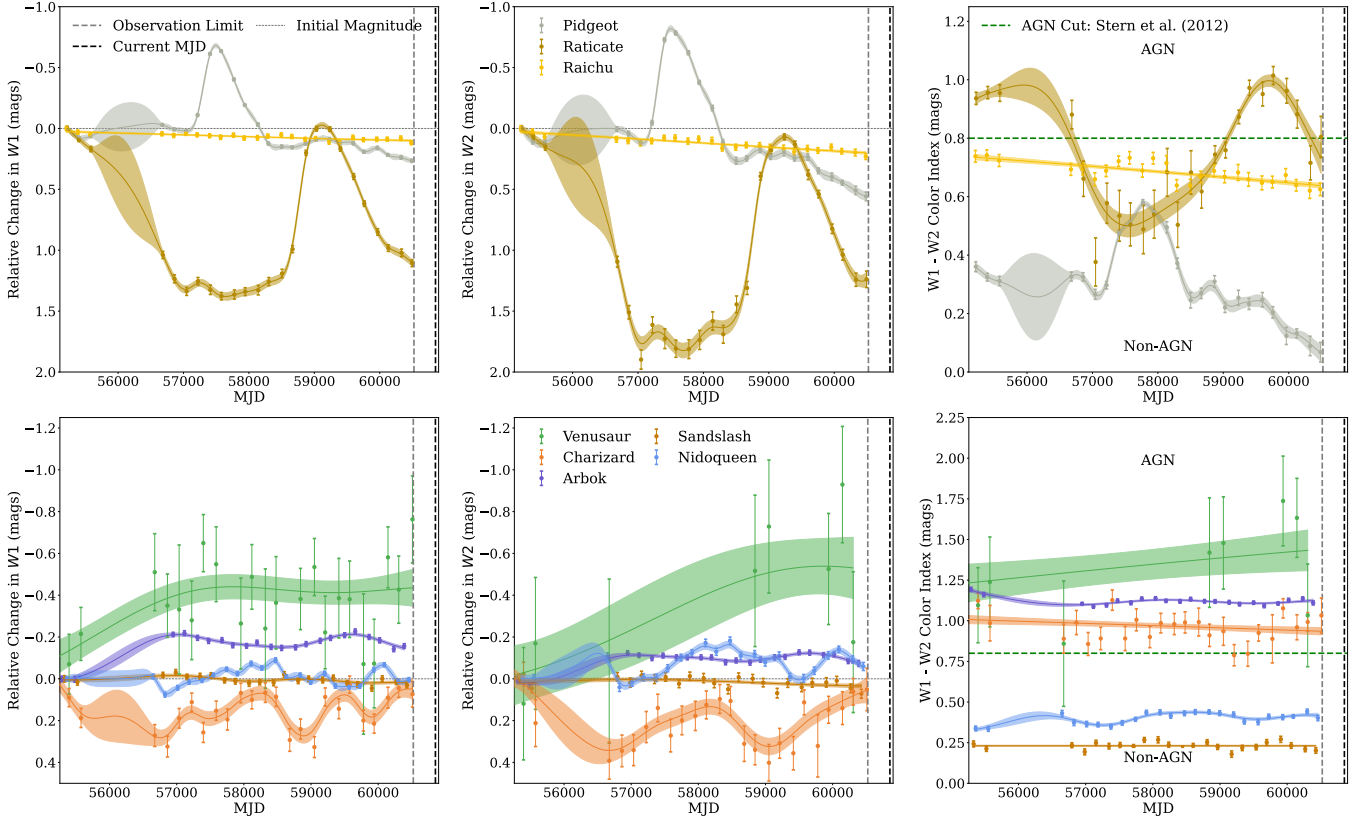 Observation Limit
Initial Magnitude
Current MJD
Relative Change in W1 (mags)
−1.0
−0.5
0.0
0.5
1.0
1.5
2.0
56000 57000 58000 59000 60000
MJD
Pidgeot
Raticate
Raichu
Relative Change in W2 (mags)
−1.0
−0.5
0.0
0.5
1.0
1.5
2.0
56000 57000 58000 59000 60000
MJD
AGN Cut: Stern et al. (2012)
AGN
Non-AGN
W1 - W2 Color Index (mags)
1.2
1.0
0.8
0.6
0.4
0.2
0.0
56000 57000 58000 59000 60000
MJD
Relative Change in W1 (mags)
−1.2
−1.0
−0.8
−0.6
−0.4
−0.2
0.0
0.2
0.4
56000 57000 58000 59000 60000
MJD
Venusaur
Charizard
Arbok
Sandslash
Nidoqueen
Relative Change in W2 (mags)
−1.2
−1.0
−0.8
−0.6
−0.4
−0.2
0.0
0.2
0.4
56000 57000 58000 59000 60000
MJD
AGN
Non-AGN
W1 - W2 Color Index (mags)
2.25
2.00
1.75
1.50
1.25
1.00
0.75
0.50
0.25
0.00
56000 57000 58000 59000 60000
MJD